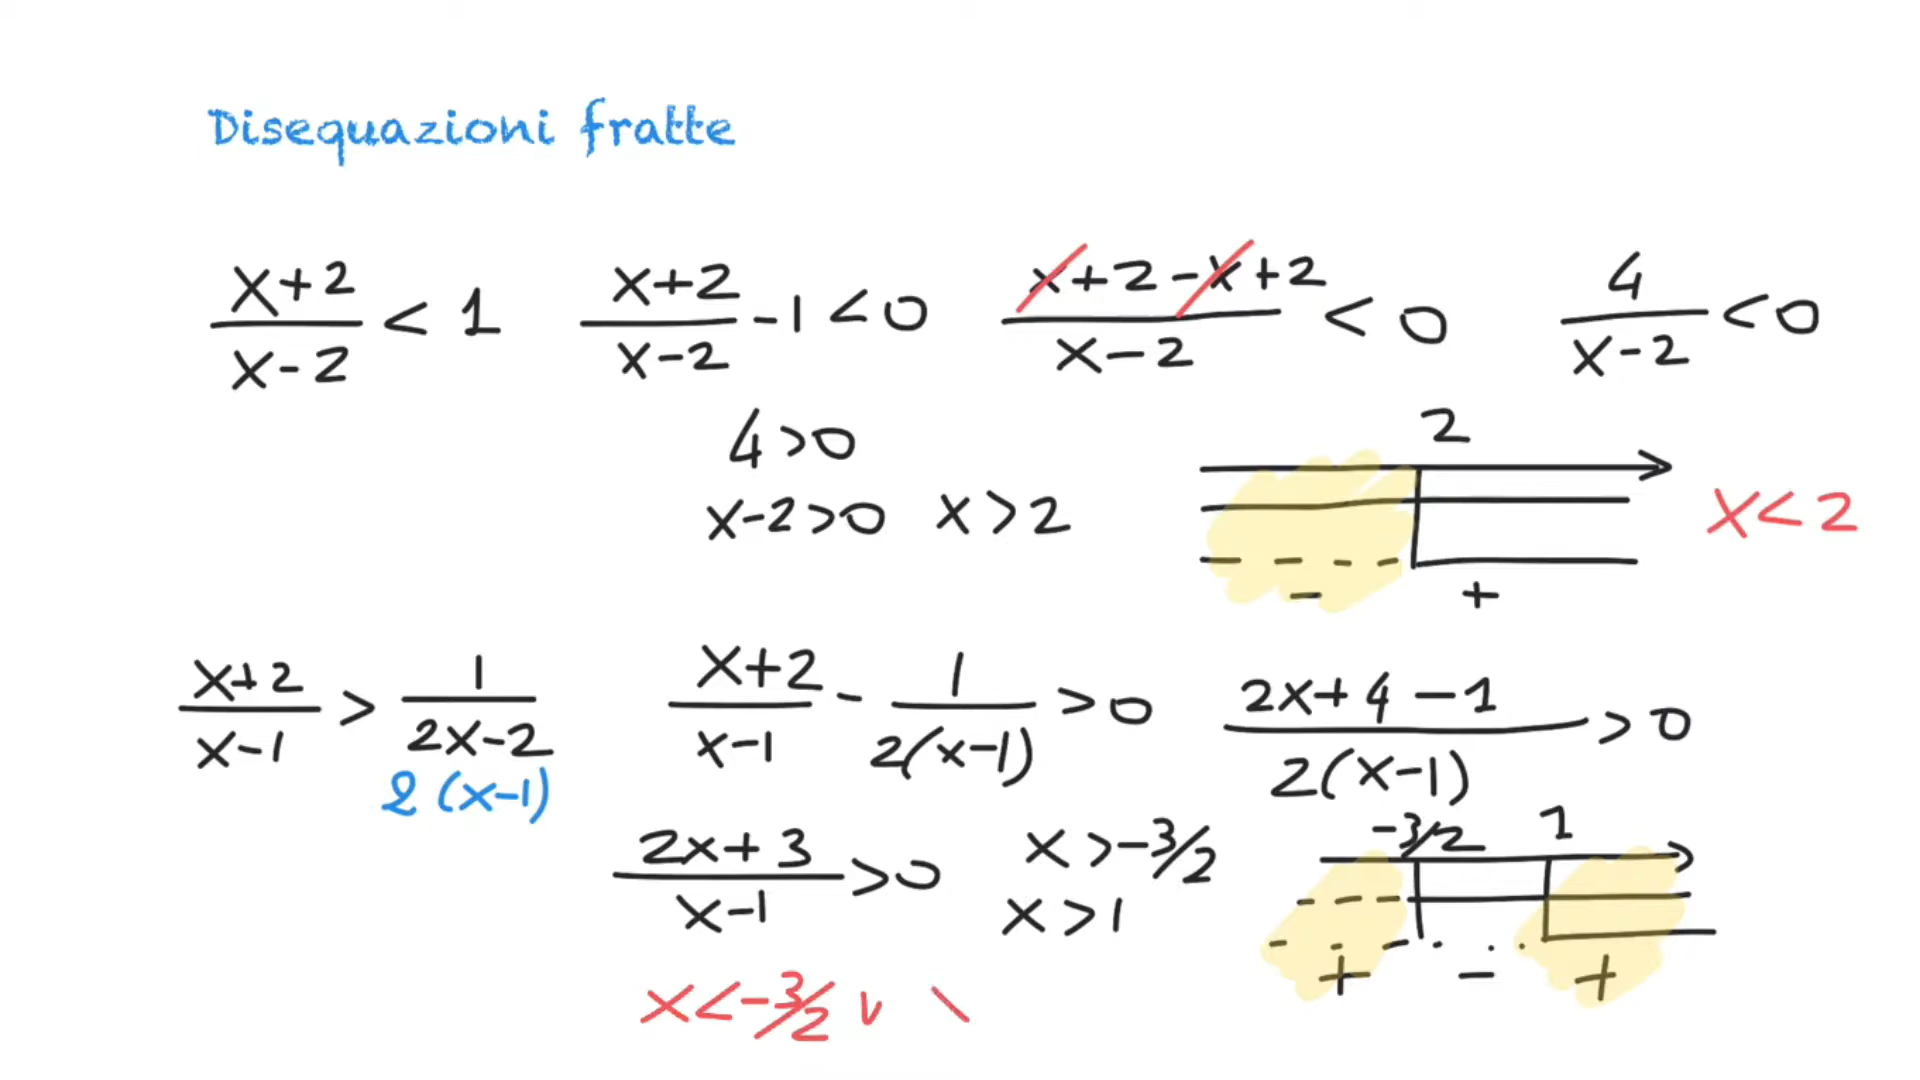 Disequazioni fratte
x+2/x-2 < 1   x+2/x-2 -1 < 0   x+2-x+2/x-2 < 0   4/x-2 < 0
4>0
x-2>0   x>2
2
x<2
- +
x+2/x-1 > 1/2x-2   x+2/x-1 - 1/2(x-1) > 0   2x+4-1/2(x-1) > 0
2(x-1)
2x+3/x-1 > 0   x>-3/2
x>1
-3/2 1
+ - +
x<-3/2 v \